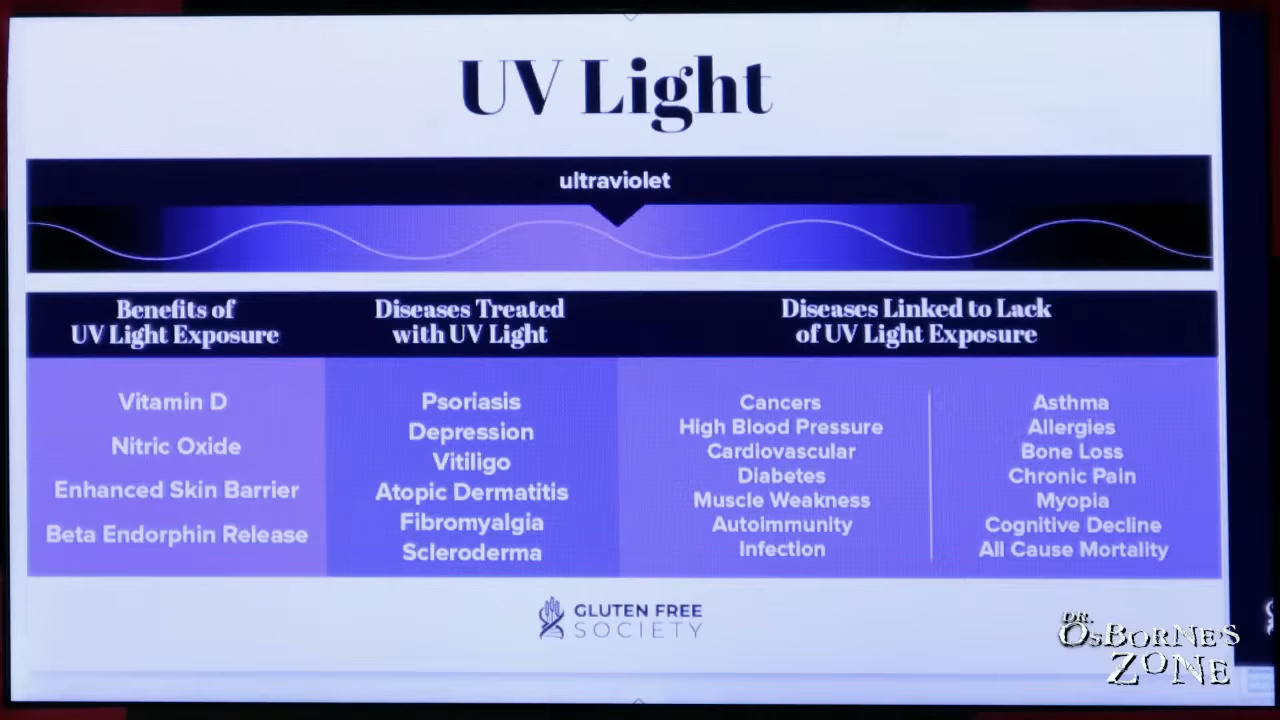 UV Light
ultraviolet
Benefits of
UV Light Exposure
Vitamin D
Nitric Oxide
Enhanced Skin Barrier
Beta Endorphin Release
Diseases Treated
with UV Light
Psoriasis
Depression
Vitiligo
Atopic Dermatitis
Fibromyalgia
Scleroderma
Diseases Linked to Lack
of UV Light Exposure
Cancers
High Blood Pressure
Cardiovascular
Diabetes
Muscle Weakness
Autoimmunity
Infection
Asthma
Allergies
Bone Loss
Chronic Pain
Myopia
Cognitive Decline
All Cause Mortality
GLUTEN FREE
SOCIETY
DR.
OSBORNE'S
ZONE